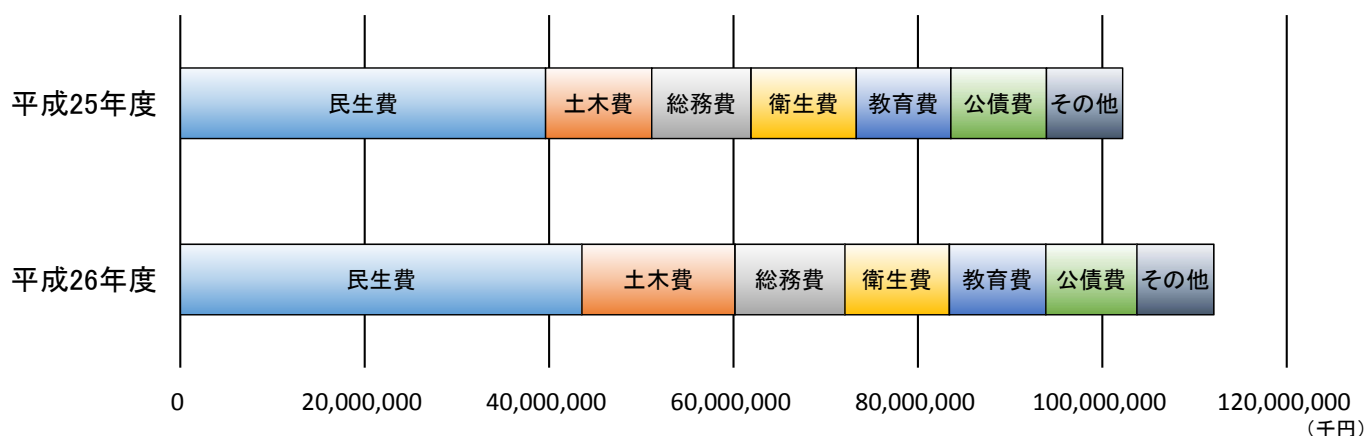 平成25年度
民生費 土木費 総務費 衛生費 教育費 公債費 その他
平成26年度
民生費 土木費 総務費 衛生費 教育費 公債費 その他
0 20,000,000 40,000,000 60,000,000 80,000,000 100,000,000 120,000,000
（千円）